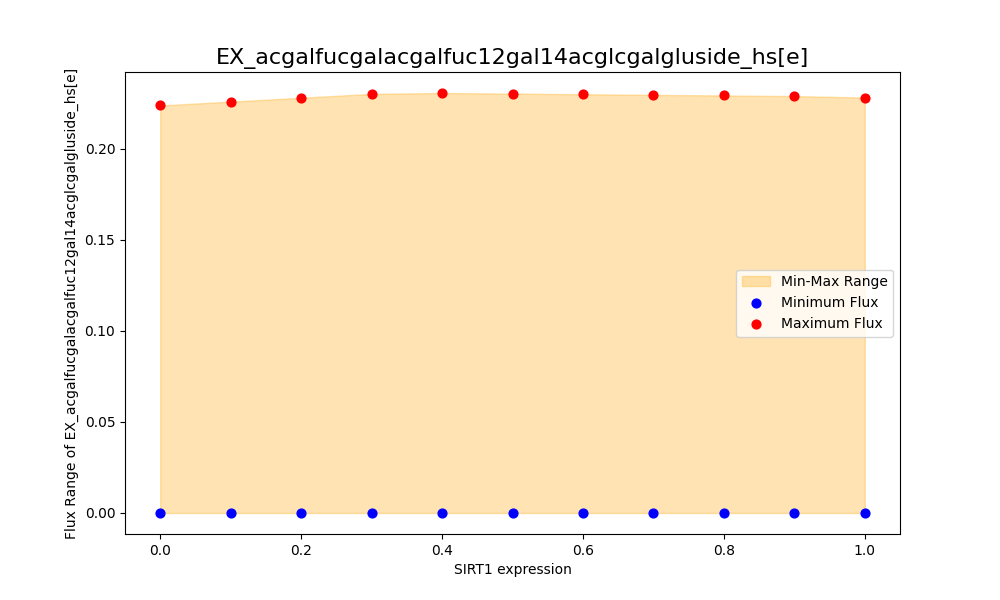 EX_acgalfucgalacgalfuc12gal14acglcgalgluside_hs[e]
Flux Range of EX_acgalfucgalacgalfuc12gal14acglcgalgluside_hs[e]
0.20
0.15
0.10
0.05
0.00
Min-Max Range
Minimum Flux
Maximum Flux
0.0 0.2 0.4 0.6 0.8 1.0
SIRT1 expression